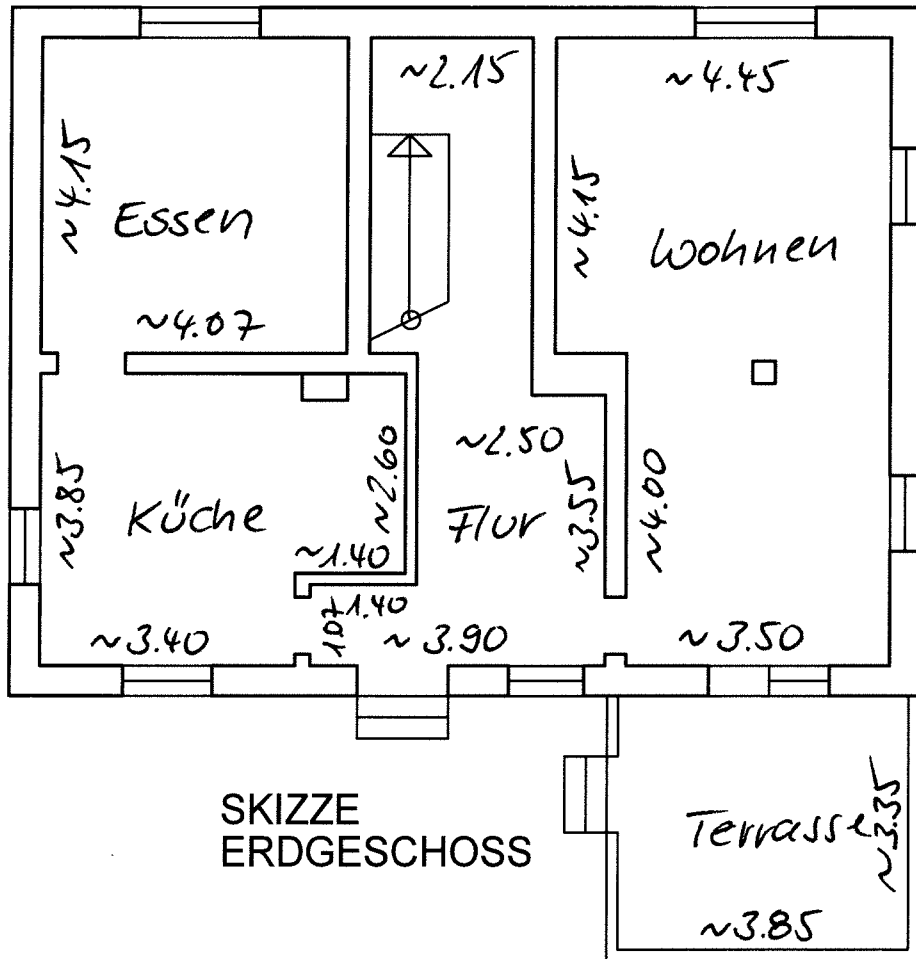 ~2.15
~4.45
~4.15
Essen
~4.15
Wohnen
~4.07
~2.50
~3.85
Küche
~2.60
Flur
~3.55
~4.00
~1.40
1.07
1.40
~3.40
~3.90
~3.50
SKIZZE
ERDGESCHOSS
Terrasse
~3.35
~3.85